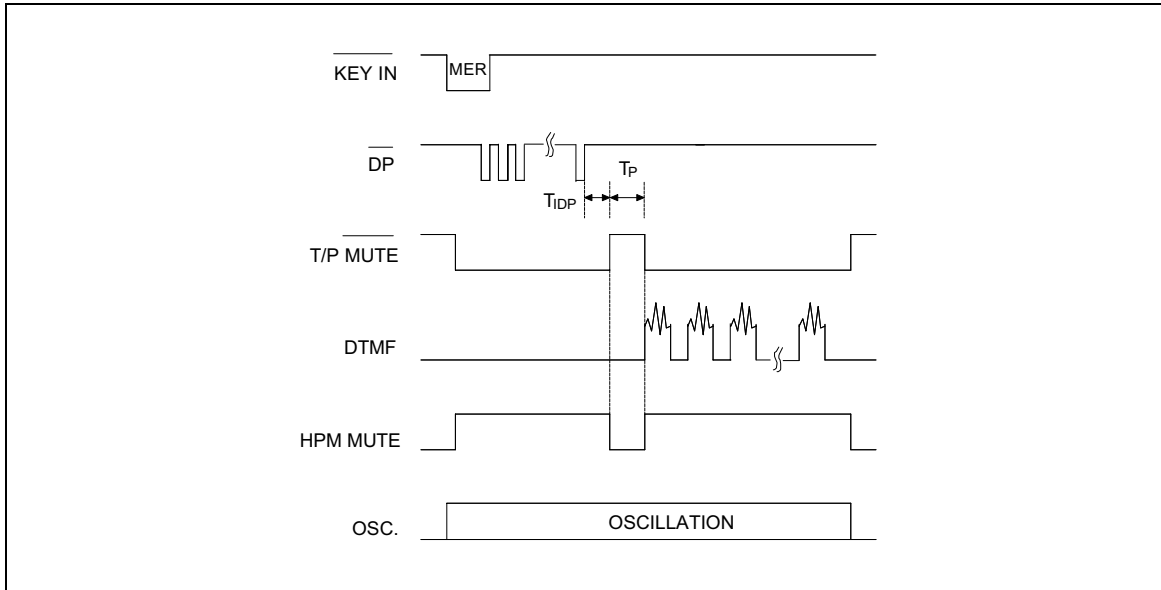 KEY IN
MER
DP
TP
TIDP
T/P MUTE
DTMF
HPM MUTE
OSC.
OSCILLATION